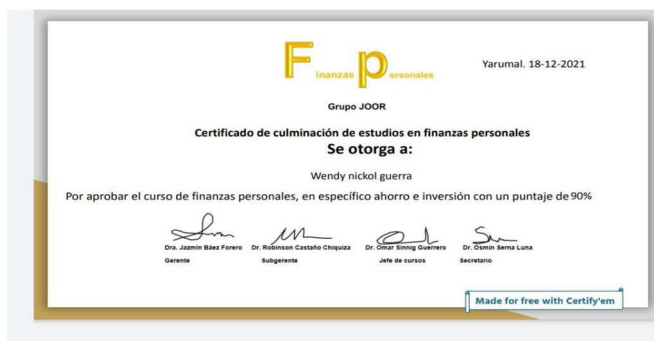 Finanzas Personales
Yarumal. 18-12-2021
Grupo JOOR
Certificado de culminación de estudios en finanzas personales
Se otorga a:
Wendy nickol guerra
Por aprobar el curso de finanzas personales, en específico ahorro e inversión con un puntaje de 90%
Dra. Jazmin Báez Forero Dr. Robinson Castaño Chiquiza Dr. Omar Sinnig Guerrero Dr. Osmin Serna Luna
Gerente Subgerente Jefe de cursos Secretario
Made for free with Certify'em